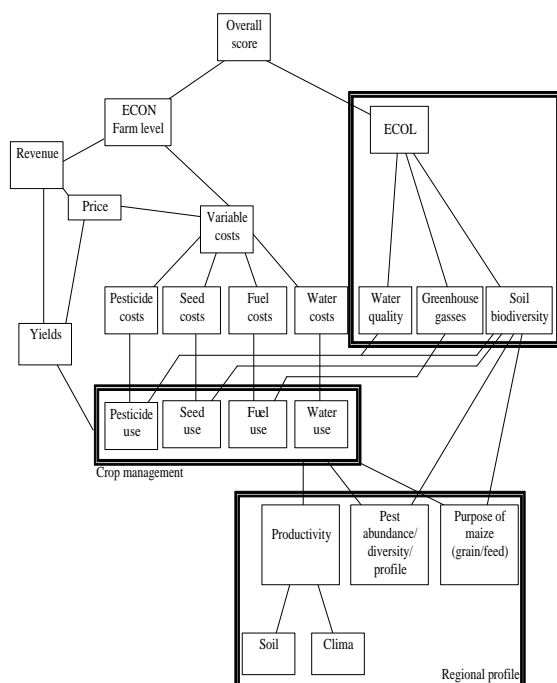 Overall
score
ECON
Farm level
ECOL
Revenue
Price
Variable
costs
Pesticide
costs
Seed
costs
Fuel
costs
Water
costs
Water
quality
Greenhouse
gasses
Soil
biodiversity
Yields
Pesticide
use
Seed
use
Fuel
use
Water
use
Crop management
Productivity
Pest
abundance/
diversity/
profile
Purpose of
maize
(grain/feed)
Soil
Clima
Regional profile